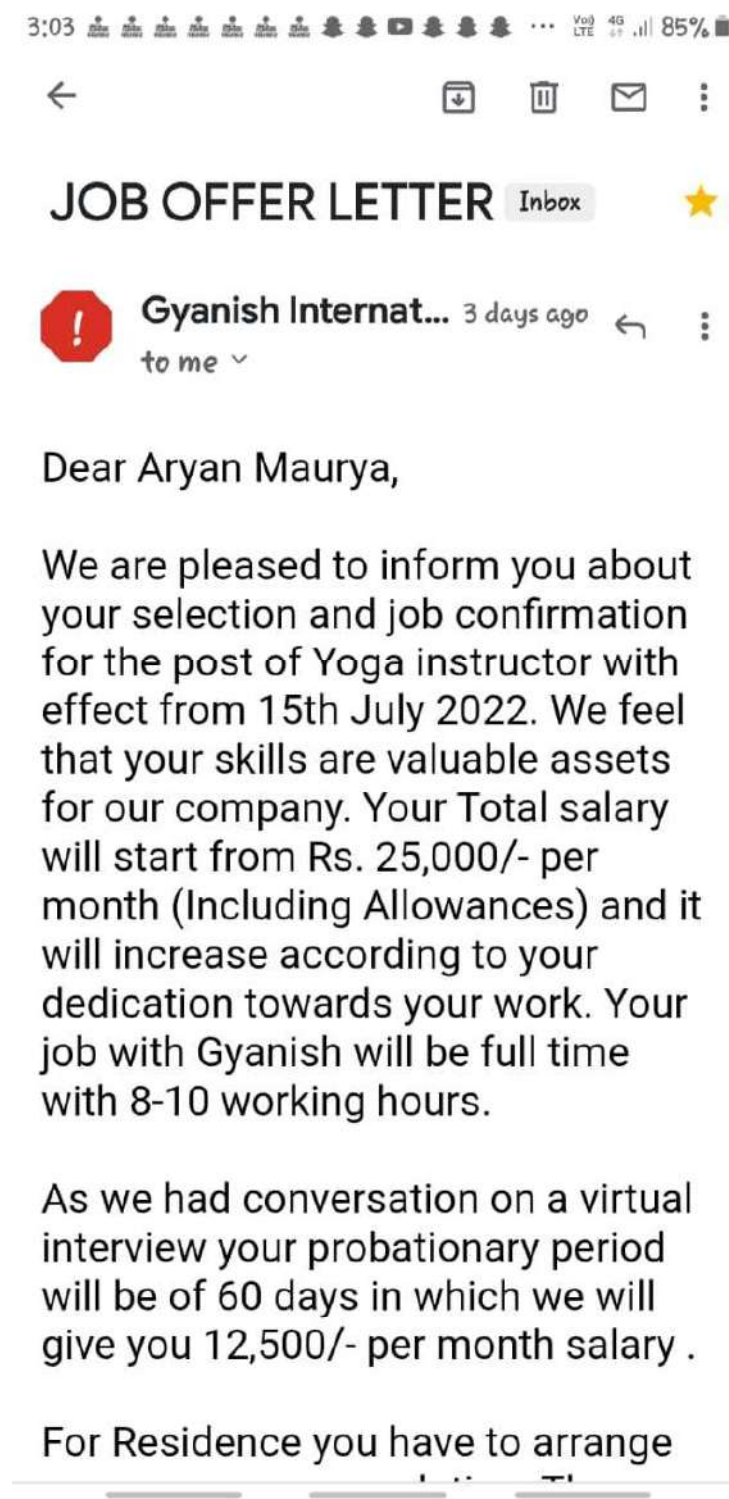 3:03 ... Vo) LTE 4G 85%
JOB OFFER LETTER Inbox
! Gyanish Internat... 3 days ago
to me
Dear Aryan Maurya,
We are pleased to inform you about
your selection and job confirmation
for the post of Yoga instructor with
effect from 15th July 2022. We feel
that your skills are valuable assets
for our company. Your Total salary
will start from Rs. 25,000/- per
month (Including Allowances) and it
will increase according to your
dedication towards your work. Your
job with Gyanish will be full time
with 8-10 working hours.
As we had conversation on a virtual
interview your probationary period
will be of 60 days in which we will
give you 12,500/- per month salary .
For Residence you have to arrange